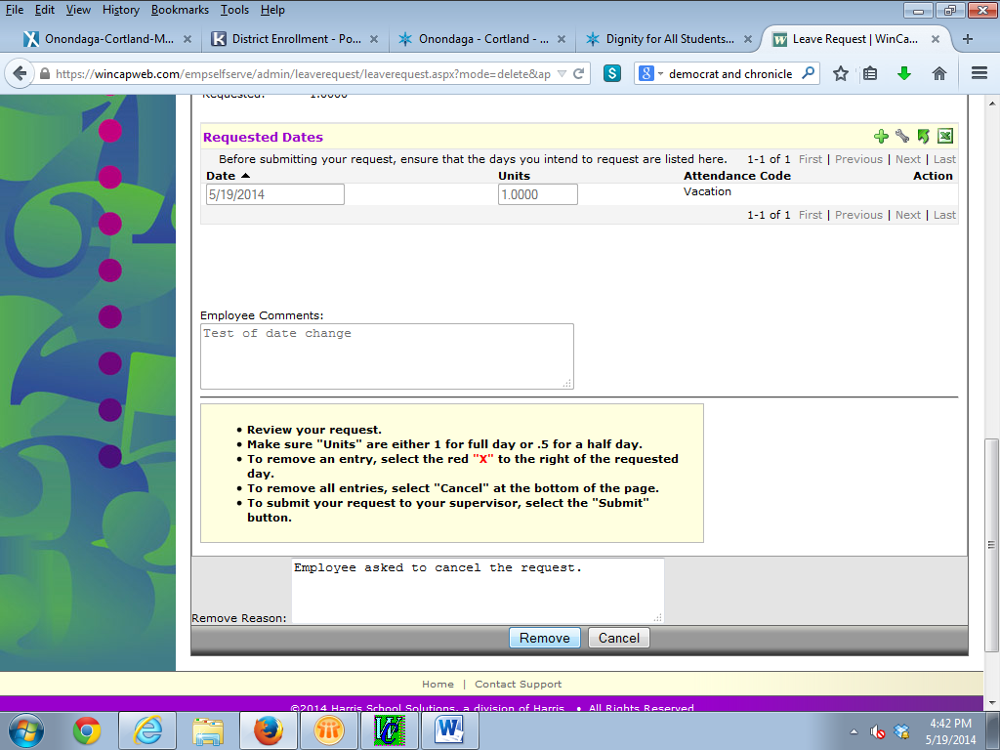 File Edit View History Bookmarks Tools Help
Onondaga-Cortland-M... District Enrollment - Po... Onondaga - Cortland - ... Dignity for All Students... Leave Request | WinCa...
https://wincapweb.com/empselfserve/admin/leaverequest/leaverequest.aspx?mode=delete&ap S 8 democrat and chronicle
Requested: 1.0000
Requested Dates
Before submitting your request, ensure that the days you intend to request are listed here. 1-1 of 1 First | Previous | Next | Last
Date Units Attendance Code Action
5/19/2014 1.0000 Vacation
1-1 of 1 First | Previous | Next | Last
Employee Comments:
Test of date change
• Review your request.
• Make sure "Units" are either 1 for full day or .5 for a half day.
• To remove an entry, select the red "X" to the right of the requested
day.
• To remove all entries, select "Cancel" at the bottom of the page.
• To submit your request to your supervisor, select the "Submit"
button.
Employee asked to cancel the request.
Remove Reason:
Remove Cancel
Home | Contact Support
©2014 Harris School Solutions, a division of Harris • All Rights Reserved
4:42 PM
5/19/2014